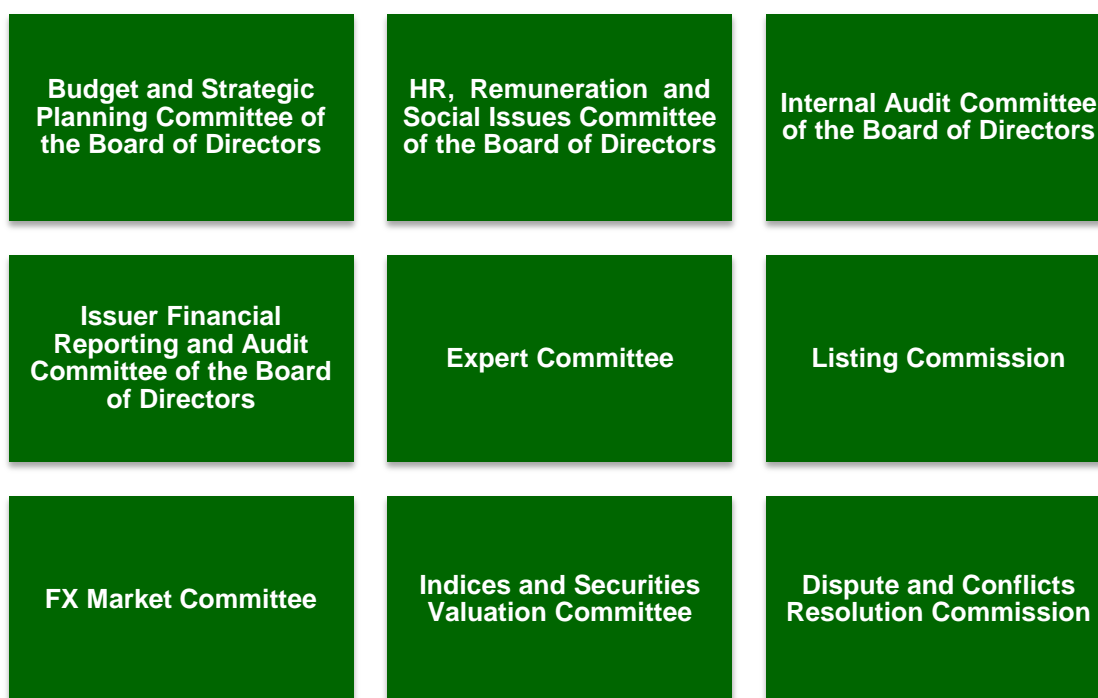 Budget and Strategic
Planning Committee of
the Board of Directors
HR, Remuneration and
Social Issues Committee
of the Board of Directors
Internal Audit Committee
of the Board of Directors
Issuer Financial
Reporting and Audit
Committee of the Board
of Directors
Expert Committee
Listing Commission
FX Market Committee
Indices and Securities
Valuation Committee
Dispute and Conflicts
Resolution Commission